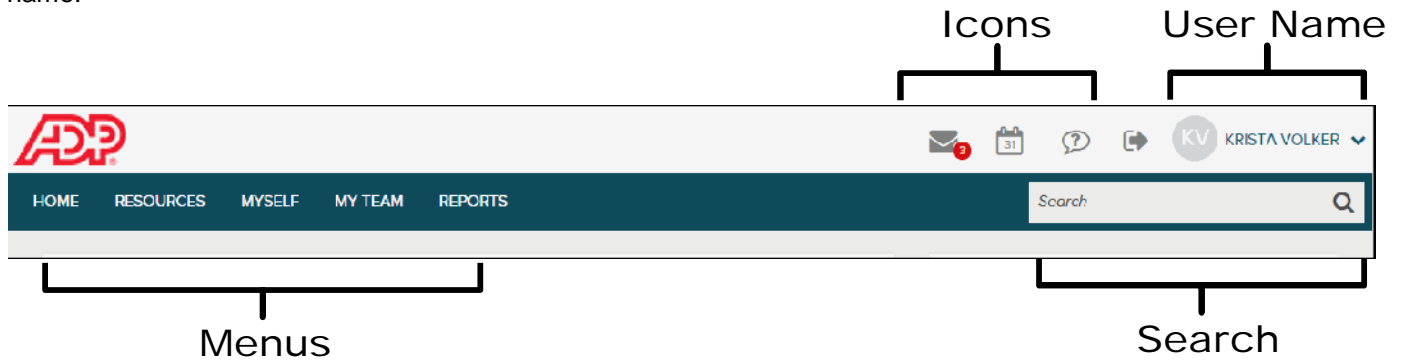 name.
Icons User Name
ADP
3 31 ? KV KRISTA VOLKER
HOME RESOURCES MYSELF MY TEAM REPORTS Search
Menus Search